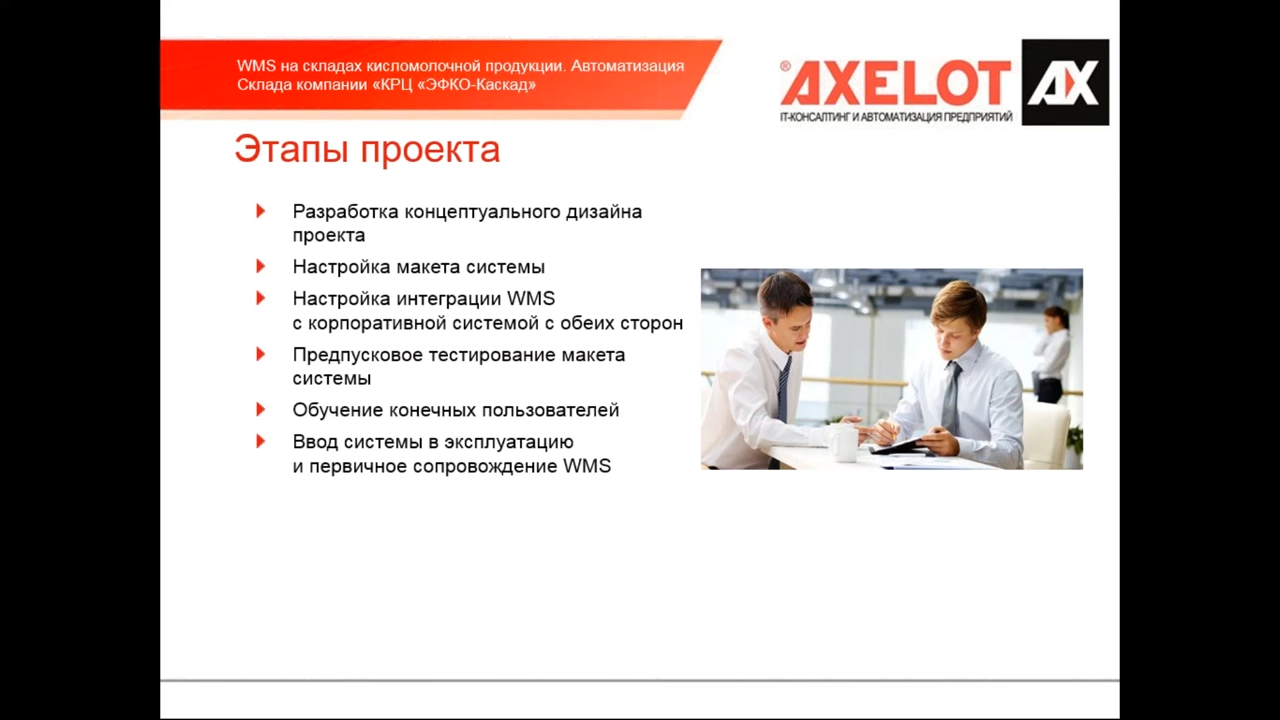 WMS на складах кисломолочной продукции. Автоматизация
Склада компании «КРЦ «ЭФКО-Каскад»
®AXELOT
IT-КОНСАЛТИНГ И АВТОМАТИЗАЦИЯ ПРЕДПРИЯТИЙ
AX
Этапы проекта
Разработка концептуального дизайна
проекта
Настройка макета системы
Настройка интеграции WMS
с корпоративной системой с обеих сторон
Предпусковое тестирование макета
системы
Обучение конечных пользователей
Ввод системы в эксплуатацию
и первичное сопровождение WMS